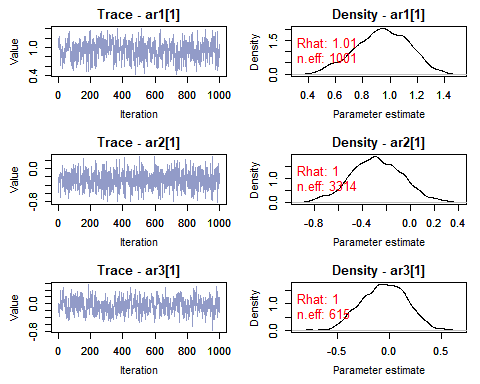 Trace - ar1[1]
Value
0.4 1.0
0 200 400 600 800 1000
Iteration
Density - ar1[1]
Density
0.0 1.5
Rhat: 1.01
n.eff: 1001
0.4 0.6 0.8 1.0 1.2 1.4
Parameter estimate
Trace - ar2[1]
Value
-0.8 0.0
0 200 400 600 800 1000
Iteration
Density - ar2[1]
Density
0.0 1.0
Rhat: 1
n.eff: 3314
-0.8 -0.4 0.0 0.2 0.4
Parameter estimate
Trace - ar3[1]
Value
-0.8 0.0
0 200 400 600 800 1000
Iteration
Density - ar3[1]
Density
0.0 1.0
Rhat: 1
n.eff: 615
-0.5 0.0 0.5
Parameter estimate